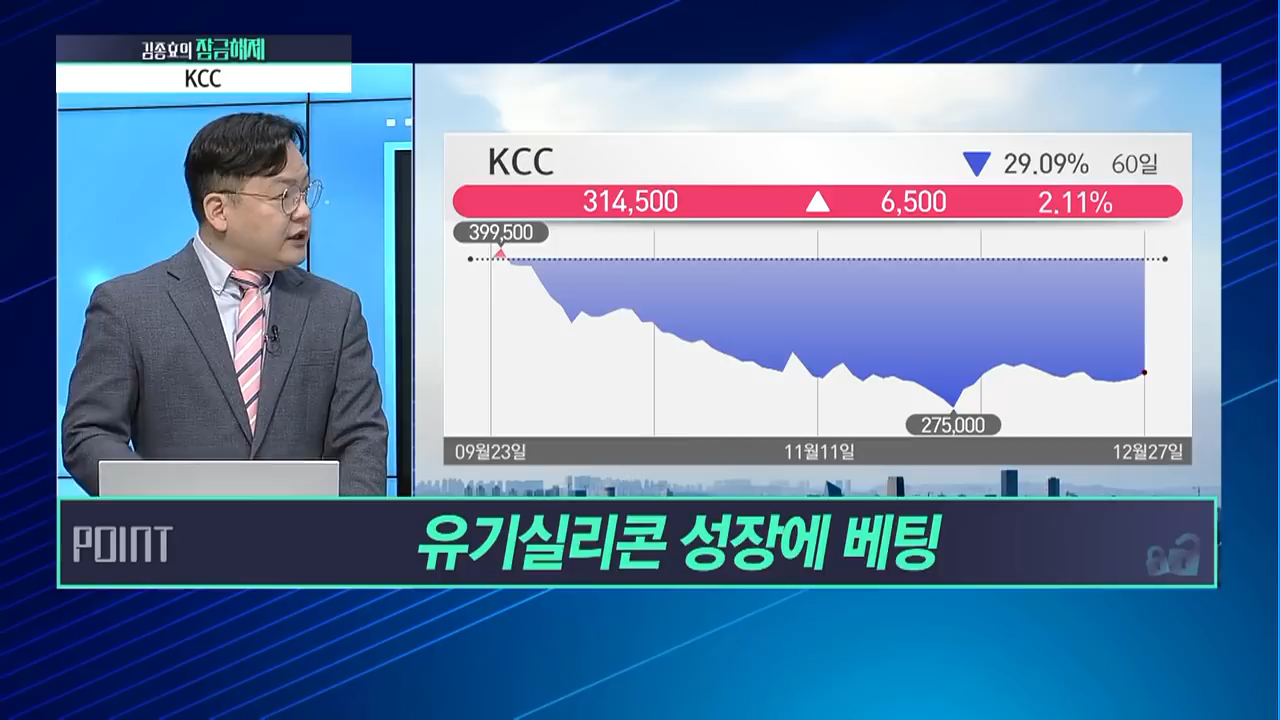 김종효의 잠금해제
KCC
KCC ▼ 29.09% 60일
314,500 ▲ 6,500 2.11%
399,500
275,000
09월23일 11월11일 12월27일
POINT 유기실리콘 성장에 베팅